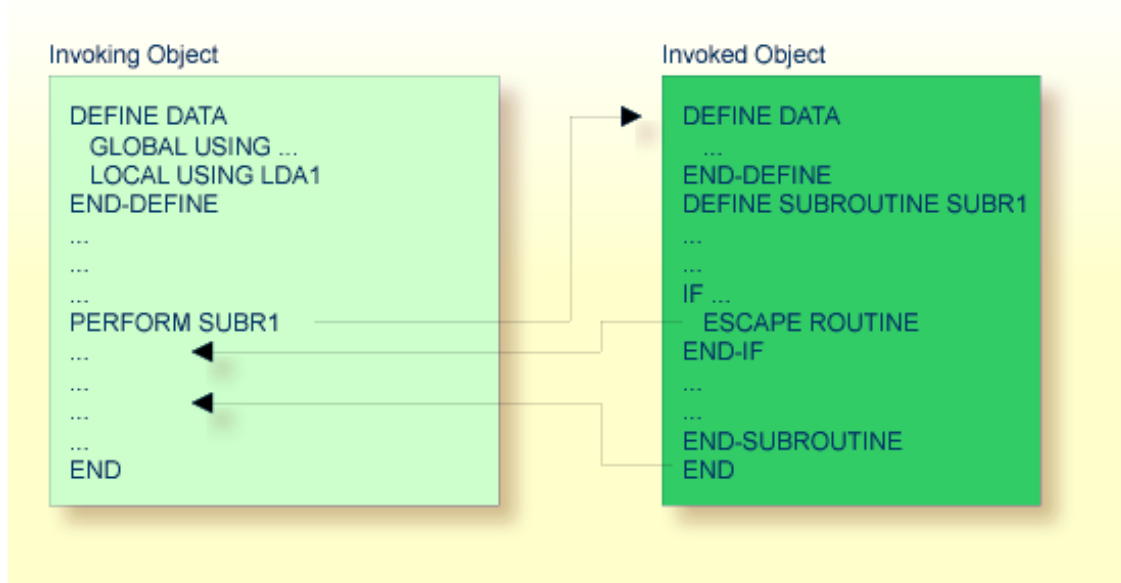 Invoking Object
DEFINE DATA
GLOBAL USING ...
LOCAL USING LDA1
END-DEFINE
...
...
...
PERFORM SUBR1
...
...
...
...
END
Invoked Object
DEFINE DATA
...
END-DEFINE
DEFINE SUBROUTINE SUBR1
...
...
IF ...
ESCAPE ROUTINE
END-IF
...
...
END-SUBROUTINE
END